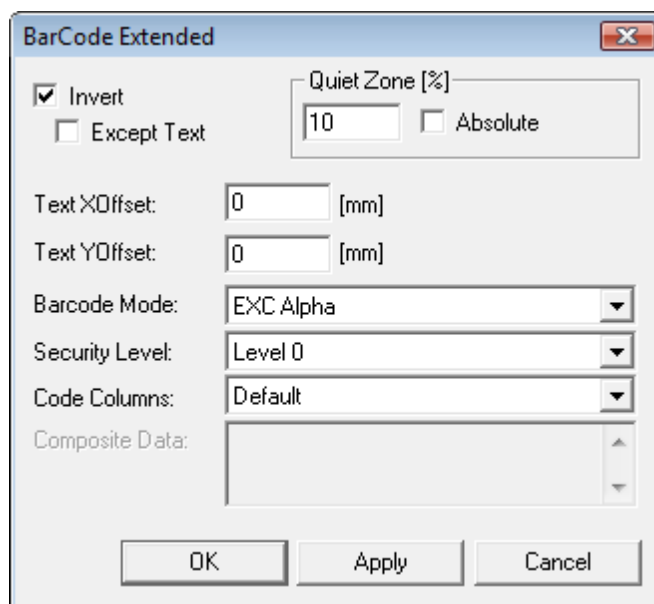 BarCode Extended
Invert
Except Text
Quiet Zone [%]
10
Absolute
Text XOffset: 0 [mm]
Text YOffset: 0 [mm]
Barcode Mode: EXC Alpha
Security Level: Level 0
Code Columns: Default
Composite Data:
OK Apply Cancel